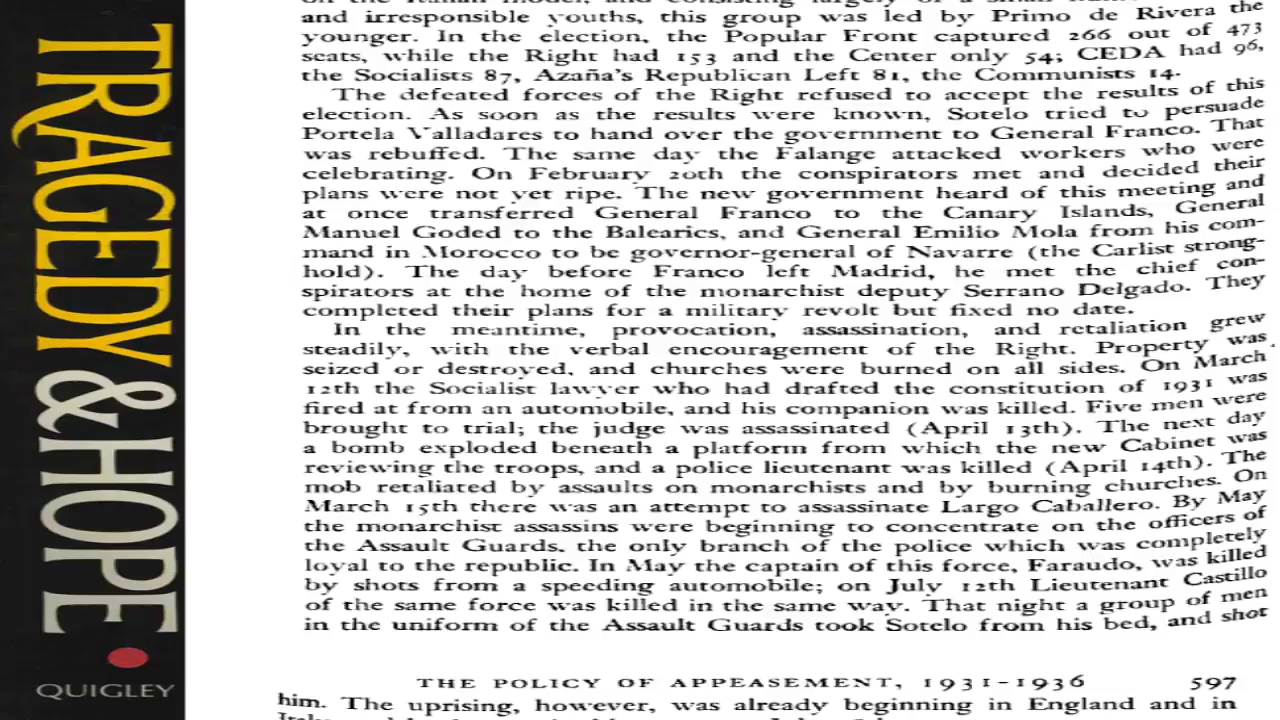 TRAGEDY & HOPE
QUIGLEY
and irresponsible youths, this group was led by Primo de Rivera the
younger. In the election, the Popular Front captured 266 out of 473
seats, while the Right had 153 and the Center only 54; CEDA had 96,
the Socialists 87, Azaña's Republican Left 81, the Communists 14.
The defeated forces of the Right refused to accept the results of this
election. As soon as the results were known, Sotelo tried to persuade
Portela Valladares to hand over the government to General Franco. That
was rebuffed. The same day the Falange attacked workers who were
celebrating. On February 20th the conspirators met and decided their
plans were not yet ripe. The new government heard of this meeting and
at once transferred General Franco to the Canary Islands, General
Manuel Goded to the Balearics, and General Emilio Mola from his com-
mand in Morocco to be governor-general of Navarre (the Carlist strong-
hold). The day before Franco left Madrid, he met the chief con-
spirators at the home of the monarchist deputy Serrano Delgado. They
completed their plans for a military revolt but fixed no date.
In the meantime, provocation, assassination, and retaliation grew
steadily, with the verbal encouragement of the Right. Property was
seized or destroyed, and churches were burned on all sides. On March
12th the Socialist lawyer who had drafted the constitution of 1931 was
fired at from an automobile, and his companion was killed. Five men were
brought to trial; the judge was assassinated (April 13th). The next day
a bomb exploded beneath a platform from which the new Cabinet was
reviewing the troops, and a police lieutenant was killed (April 14th). The
mob retaliated by assaults on monarchists and by burning churches. On
March 15th there was an attempt to assassinate Largo Caballero. By May
the monarchist assassins were beginning to concentrate on the officers of
the Assault Guards, the only branch of the police which was completely
loyal to the republic. In May the captain of this force, Faraudo, was killed
by shots from a speeding automobile; on July 12th Lieutenant Castillo
of the same force was killed in the same way. That night a group of men
in the uniform of the Assault Guards took Sotelo from his bed, and shot
THE POLICY OF APPEASEMENT, 1931-1936 597
him. The uprising, however, was already beginning in England and in